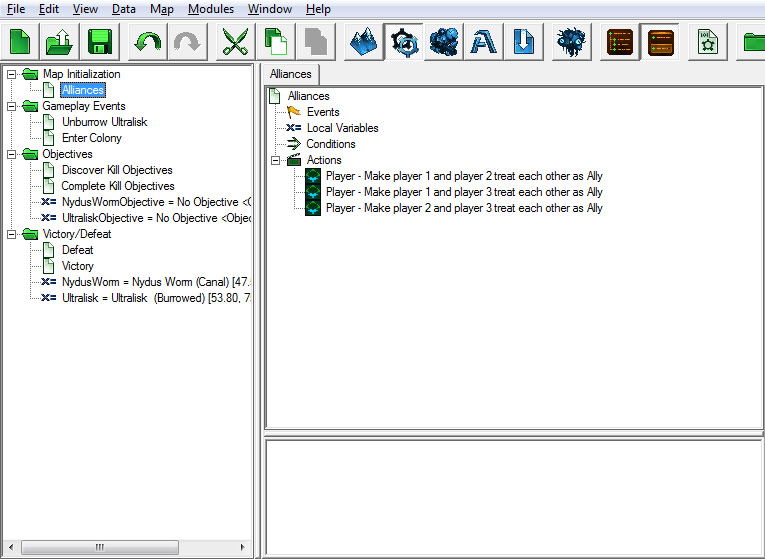 File Edit View Data Map Modules Window Help
Map Initialization
Alliances
Gameplay Events
Unburrow Ultralisk
Enter Colony
Objectives
Discover Kill Objectives
Complete Kill Objectives
NydusWormObjective = No Objective <O
UltraliskObjective = No Objective <Objec
Victory/Defeat
Defeat
Victory
NydusWorm = Nydus Worm (Canal) [47.
Ultralisk = Ultralisk (Burrowed) [53.80, 7
Alliances
Alliances
Events
Local Variables
Conditions
Actions
Player - Make player 1 and player 2 treat each other as Ally
Player - Make player 1 and player 3 treat each other as Ally
Player - Make player 2 and player 3 treat each other as Ally